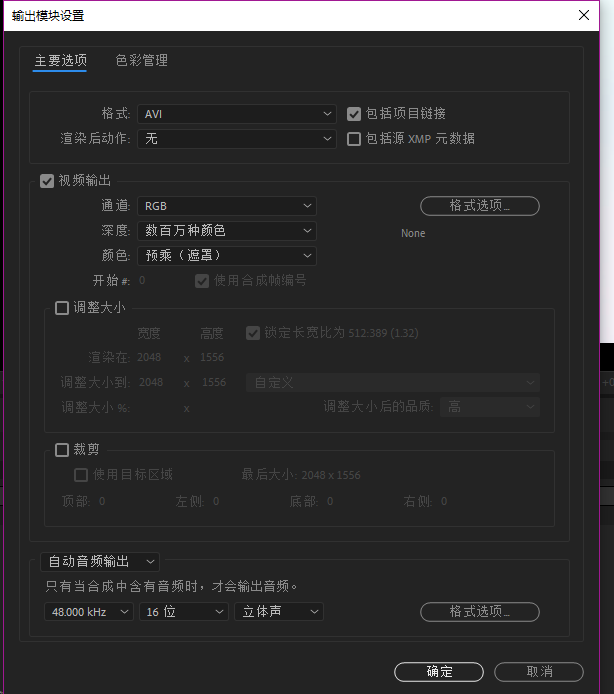 输出模块设置
主要选项 色彩管理
格式: AVI 包括项目链接
渲染后动作: 无 包括源 XMP 元数据
视频输出
通道: RGB 格式选项...
深度: 数百万种颜色 None
颜色: 预乘（遮罩）
开始 #: 0 使用合成帧编号
调整大小
宽度 高度 锁定长宽比为 512:389 (1.32)
渲染在: 2048 x 1556
调整大小到: 2048 x 1556 自定义
调整大小 %: x 调整大小后的品质: 高
裁剪
使用目标区域 最后大小: 2048 x 1556
顶部: 0 左侧: 0 底部: 0 右侧: 0
自动音频输出
只有当合成中含有音频时，才会输出音频。
48.000 kHz 16 位 立体声 格式选项...
确定 取消